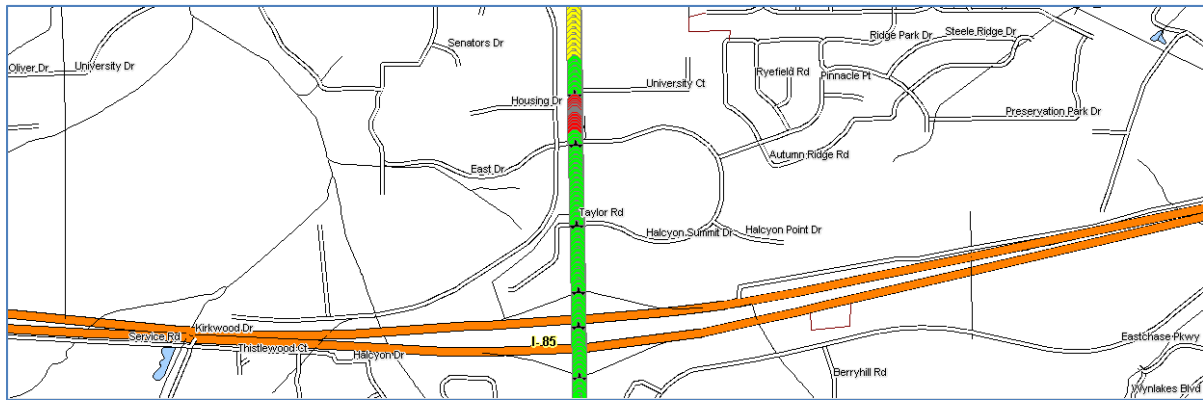 Steele Ridge Dr
Ridge Park Dr
Senators Dr
Oliver Dr
University Dr
Ryefield Rd
Pinnacle Pt
University Ct
Housing Dr
Preservation Park Dr
Autumn Ridge Rd
East Dr
Taylor Rd
Halcyon Summit Dr
Halcyon Point Dr
Kirkwood Dr
Service Rd
I-85
Thistlewood Ct
Halcyon Dr
Eastchase Pkwy
Berryhill Rd
Wynlakes Blvd